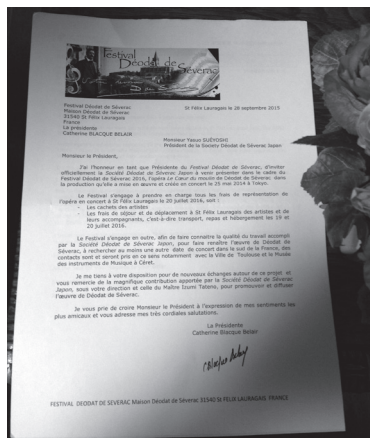 Festival
Déodat de
Séverac
Festival Déodat de Séverac
Maison Déodat de Séverac
31540 St Félix Lauragais
France
La présidente
Catherine BLACQUE BELAIR
St Félix Lauragais le 28 septembre 2015
Monsieur Yasuo SUEYOSHI
Président de la Society Déodat de Séverac Japan
Monsieur le Président,
J'ai l'honneur en tant que Présidente du Festival Déodat de Séverac, d'inviter
officiellement la Société Déodat de Séverac Japon à venir présenter dans le cadre du
Festival Déodat de Séverac 2016, l'opéra Le Cœur du moulin de Déodat de Séverac dans
la production qu'elle a mise en œuvre et créée en concert le 25 mai 2014 à Tokyo.
Le Festival s'engage à prendre en charge tous les frais de représentation de
l'opéra en concert à St Félix Lauragais le 20 juillet 2016, soit :
- Les cachets des artistes
- Les frais de séjour et de déplacement à St Félix Lauragais des artistes et de
leurs accompagnants, c'est-à-dire transport, repas et hébergement les 19 et
20 juillet 2016.
Le Festival s'engage en outre, afin de faire connaître la qualité du travail accompli
par la Société Déodat de Séverac Japon, pour faire renaître l'œuvre de Déodat de
Séverac, à rechercher au moins une autre date de concert dans le sud de la France, des
contacts sont et seront pris en ce sens notamment avec la Ville de Toulouse et le Musée
des instruments de Musique à Céret.
Je me tiens à votre disposition pour de nouveaux échanges autour de ce projet et
vous remercie de la magnifique contribution apportée par la Société Déodat de Séverac
Japon, sous votre direction et celle du Maître Izumi Tateno, pour promouvoir et diffuser
l'œuvre de Déodat de Séverac.
Je vous prie de croire Monsieur le Président à l'expression de mes sentiments les
plus amicaux et vous adresse mes très cordiales salutations.
La Présidente
Catherine Blacque Belair
FESTIVAL DEODAT DE SEVERAC Maison Déodat de Séverac 31540 St FELIX LAURAGAIS FRANCE